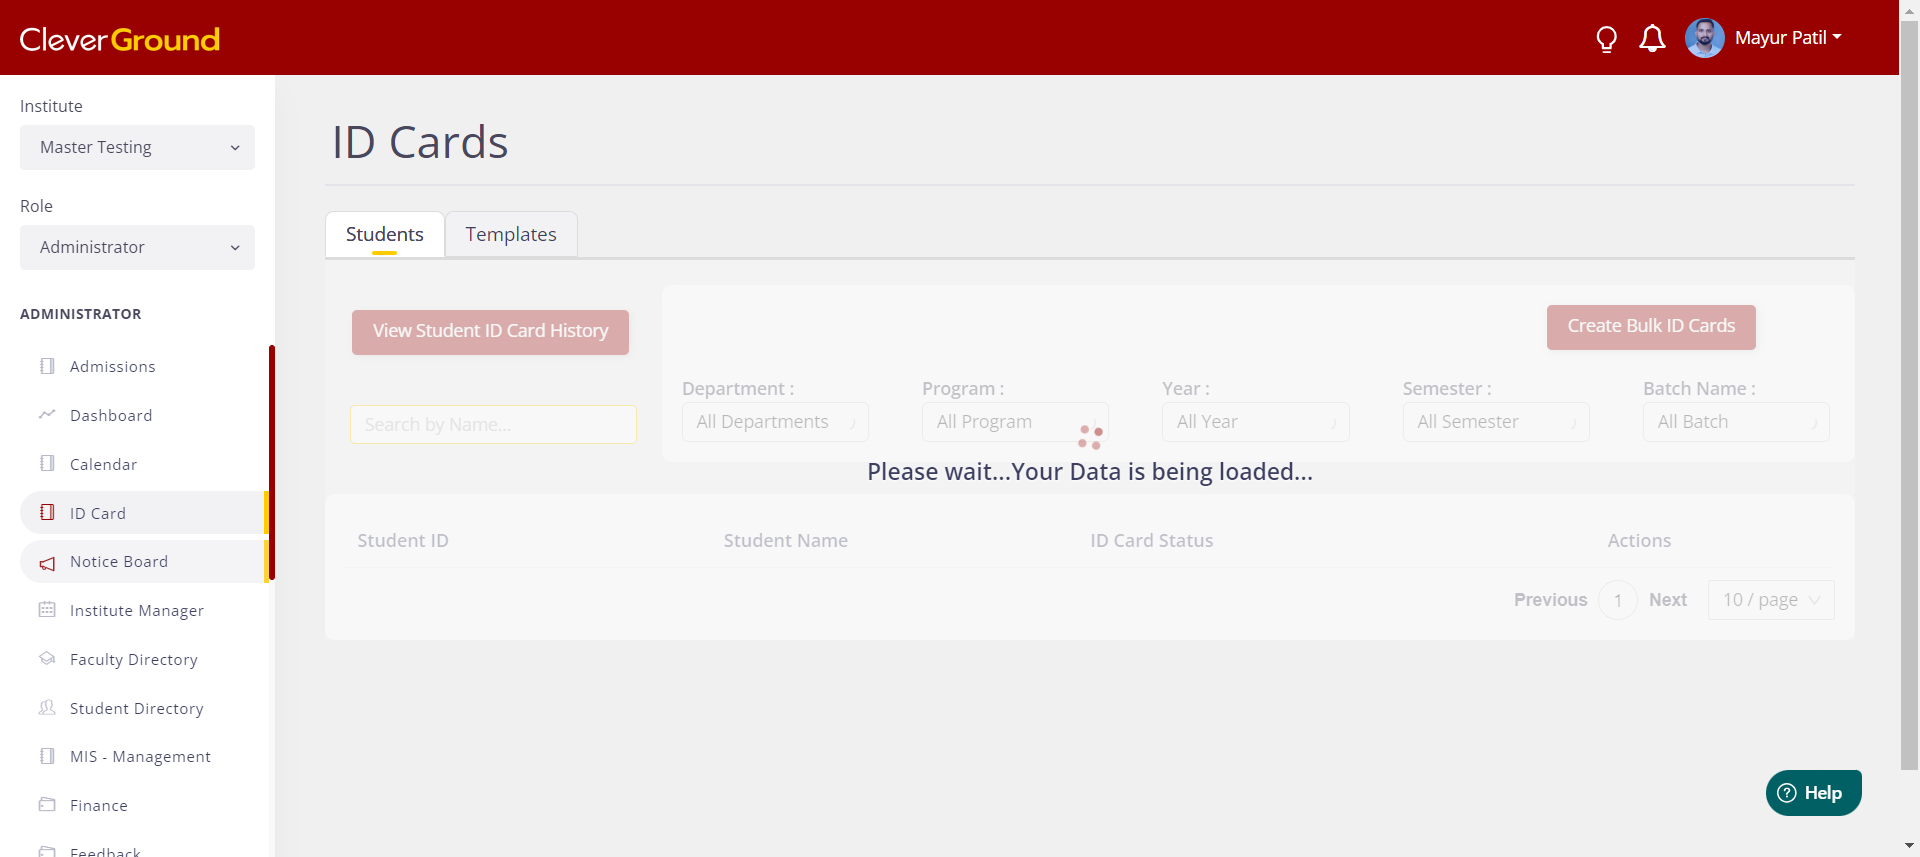 CleverGround
Mayur Patil
Institute
Master Testing
Role
Administrator
ADMINISTRATOR
Admissions
Dashboard
Calendar
ID Card
Notice Board
Institute Manager
Faculty Directory
Student Directory
MIS - Management
Finance
Feedback
ID Cards
Students
Templates
View Student ID Card History
Create Bulk ID Cards
Search by Name...
Department :
Program :
Year :
Semester :
Batch Name :
All Departments
All Program
All Year
All Semester
All Batch
Please wait...Your Data is being loaded...
Student ID
Student Name
ID Card Status
Actions
Previous
1
Next
10 / page
? Help